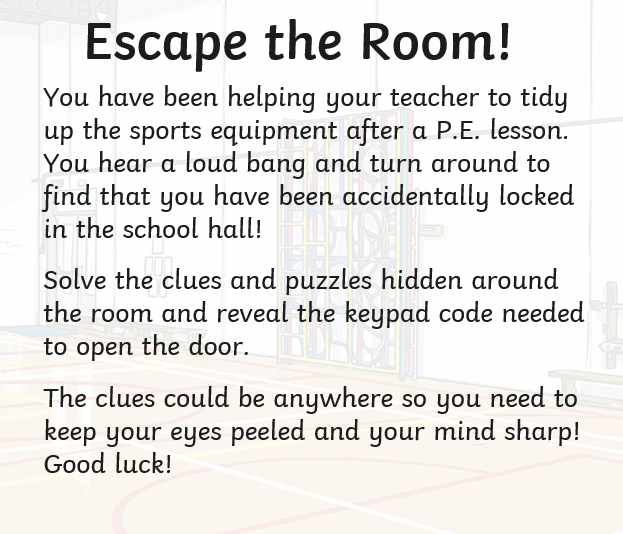 Escape the Room!
You have been helping your teacher to tidy
up the sports equipment after a P.E. lesson.
You hear a loud bang and turn around to
find that you have been accidentally locked
in the school hall!
Solve the clues and puzzles hidden around
the room and reveal the keypad code needed
to open the door.
The clues could be anywhere so you need to
keep your eyes peeled and your mind sharp!
Good luck!